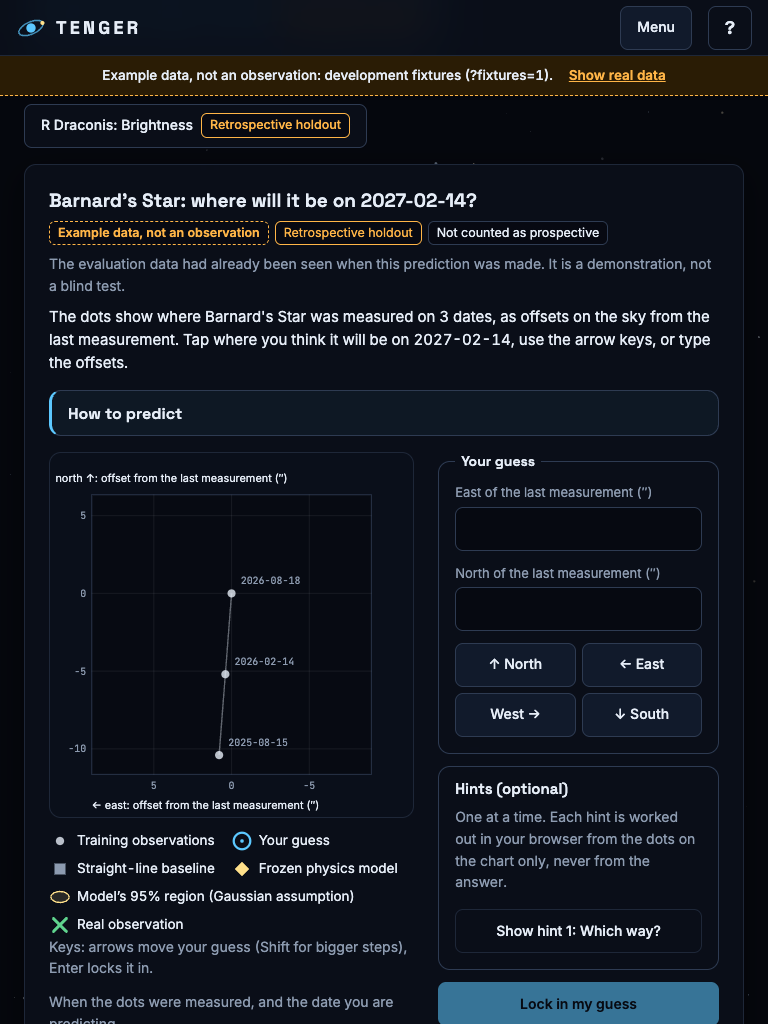 TENGER
Menu
?
Example data, not an observation: development fixtures (?fixtures=1). Show real data
R Draconis: Brightness Retrospective holdout
Barnard's Star: where will it be on 2027-02-14?
Example data, not an observation Retrospective holdout Not counted as prospective
The evaluation data had already been seen when this prediction was made. It is a demonstration, not
a blind test.
The dots show where Barnard's Star was measured on 3 dates, as offsets on the sky from the
last measurement. Tap where you think it will be on 2027-02-14, use the arrow keys, or type
the offsets.
How to predict
north ↑: offset from the last measurement (″)
5
0
-5
-10
2026-08-18
2026-02-14
2025-08-15
5 0 -5
← east: offset from the last measurement (″)
Training observations Your guess
Straight-line baseline Frozen physics model
Model's 95% region (Gaussian assumption)
Real observation
Keys: arrows move your guess (Shift for bigger steps),
Enter locks it in.
When the dots were measured, and the date you are
predicting
Your guess
East of the last measurement (″)
North of the last measurement (″)
↑ North ← East
West → ↓ South
Hints (optional)
One at a time. Each hint is worked
out in your browser from the dots on
the chart only, never from the
answer.
Show hint 1: Which way?
Lock in my guess